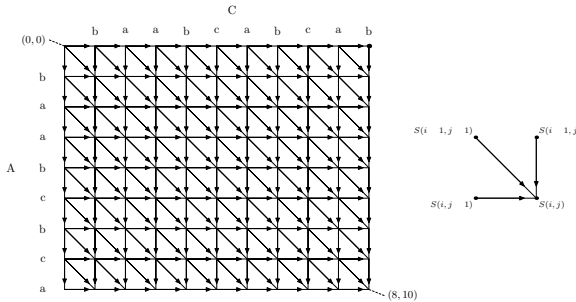 C
b a a b c a b c a b
(0, 0)
b
a
a
A
b
c
b
c
a
(8, 10)
S(i 1, j 1)
S(i 1, j
S(i, j 1)
S(i, j)